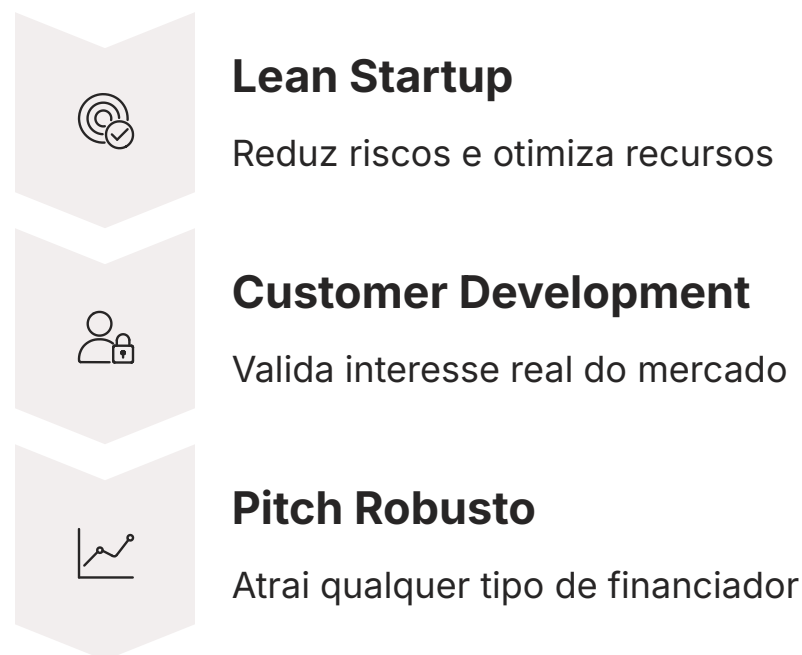 Lean Startup
Reduz riscos e otimiza recursos
Customer Development
Valida interesse real do mercado
Pitch Robusto
Atrai qualquer tipo de financiador